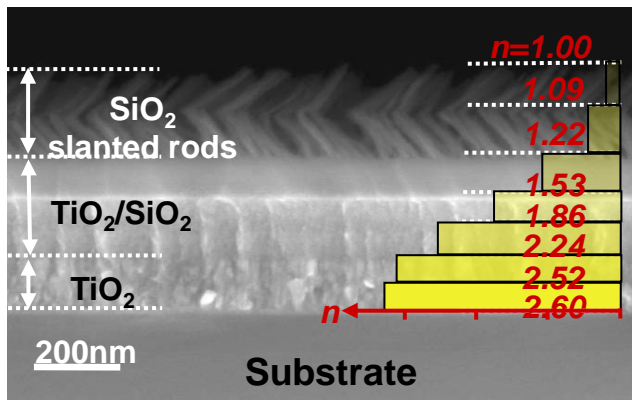 n=1.00
1.09
SiO₂
slanted rods
1.22
1.53
TiO₂/SiO₂
1.86
2.24
2.52
TiO₂
2.60
n
200nm
Substrate